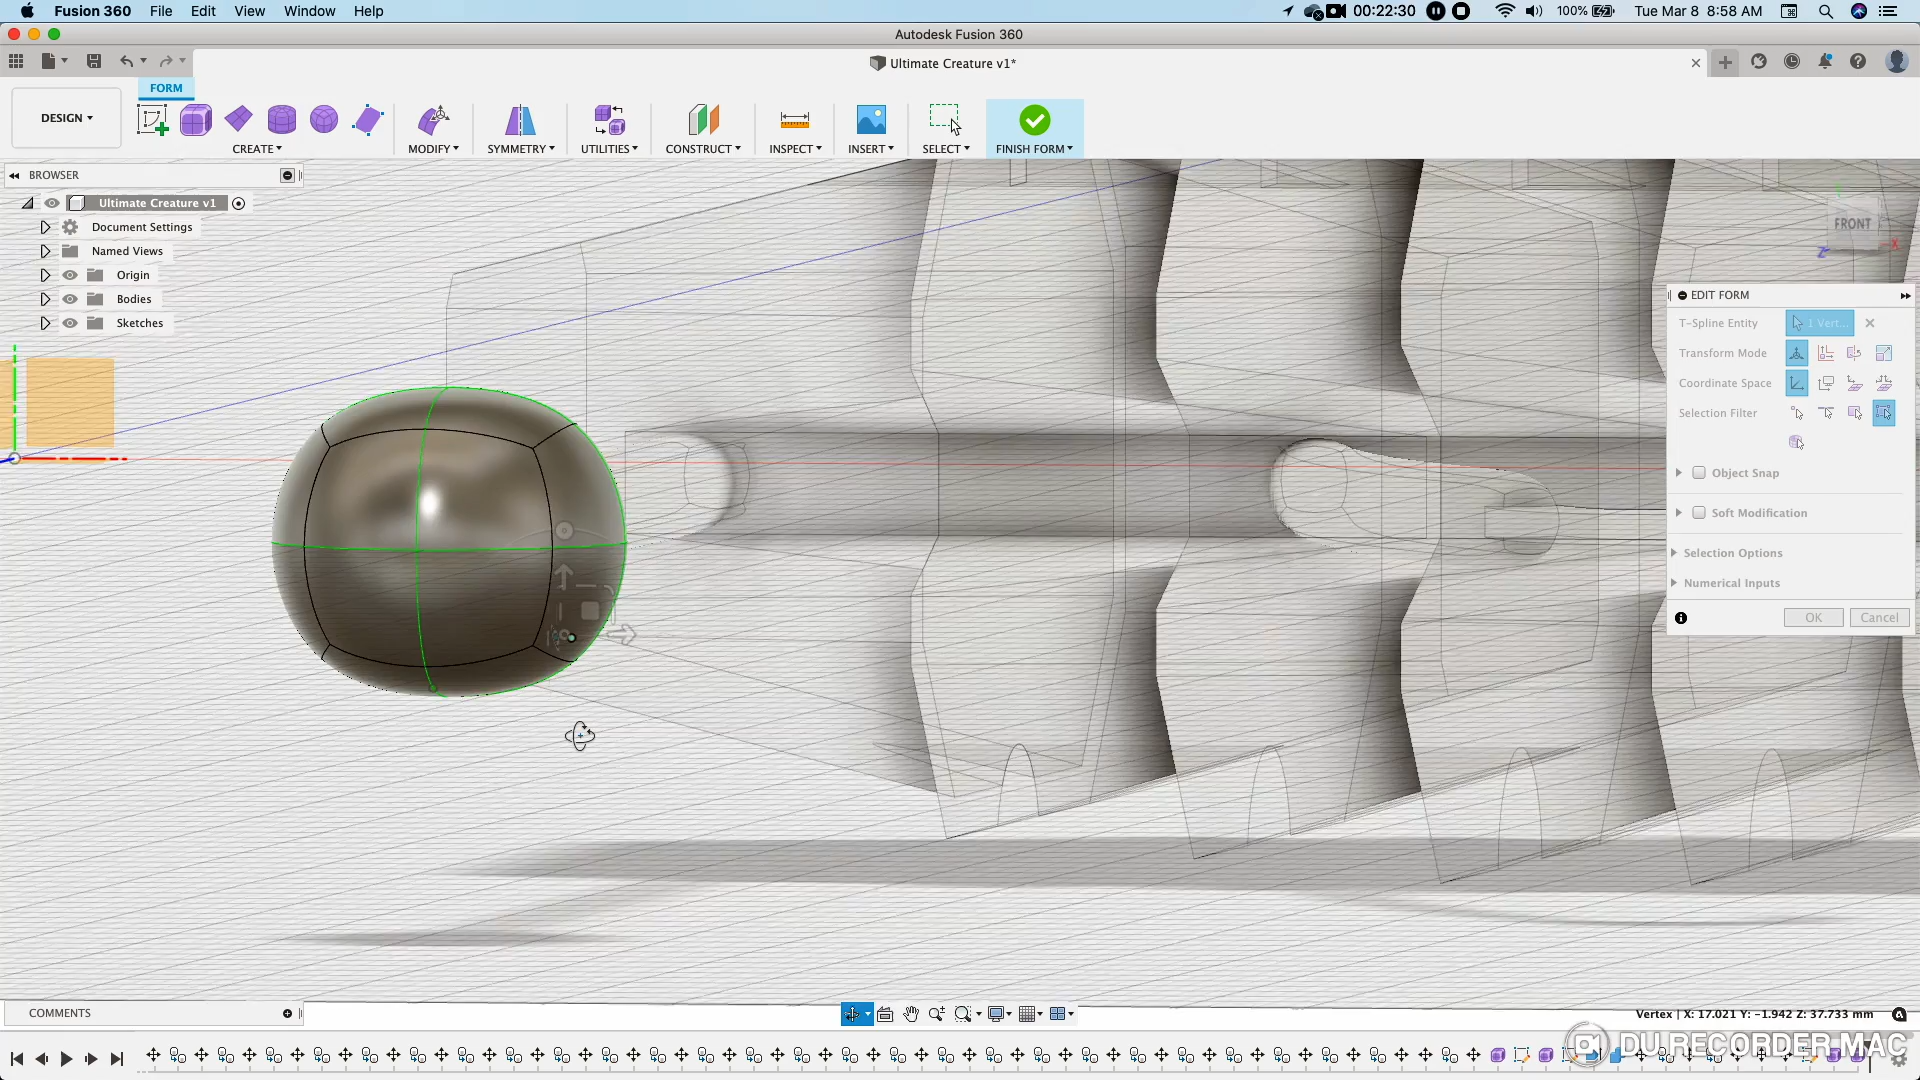 Fusion 360 File Edit View Window Help 00:22:30 100% Tue Mar 8 8:58 AM
Autodesk Fusion 360
Ultimate Creature v1*
FORM
DESIGN
CREATE MODIFY SYMMETRY UTILITIES CONSTRUCT INSPECT INSERT SELECT FINISH FORM
BROWSER
Ultimate Creature v1
Document Settings
Named Views
Origin
Bodies
Sketches
FRONT
X
Z
EDIT FORM
T-Spline Entity 1 Vert...
Transform Mode
Coordinate Space
Selection Filter
Object Snap
Soft Modification
Selection Options
Numerical Inputs
OK Cancel
COMMENTS
Vertex | X: 17.021 Y: -1.942 Z: 37.733 mm
DU RECORDER MAC